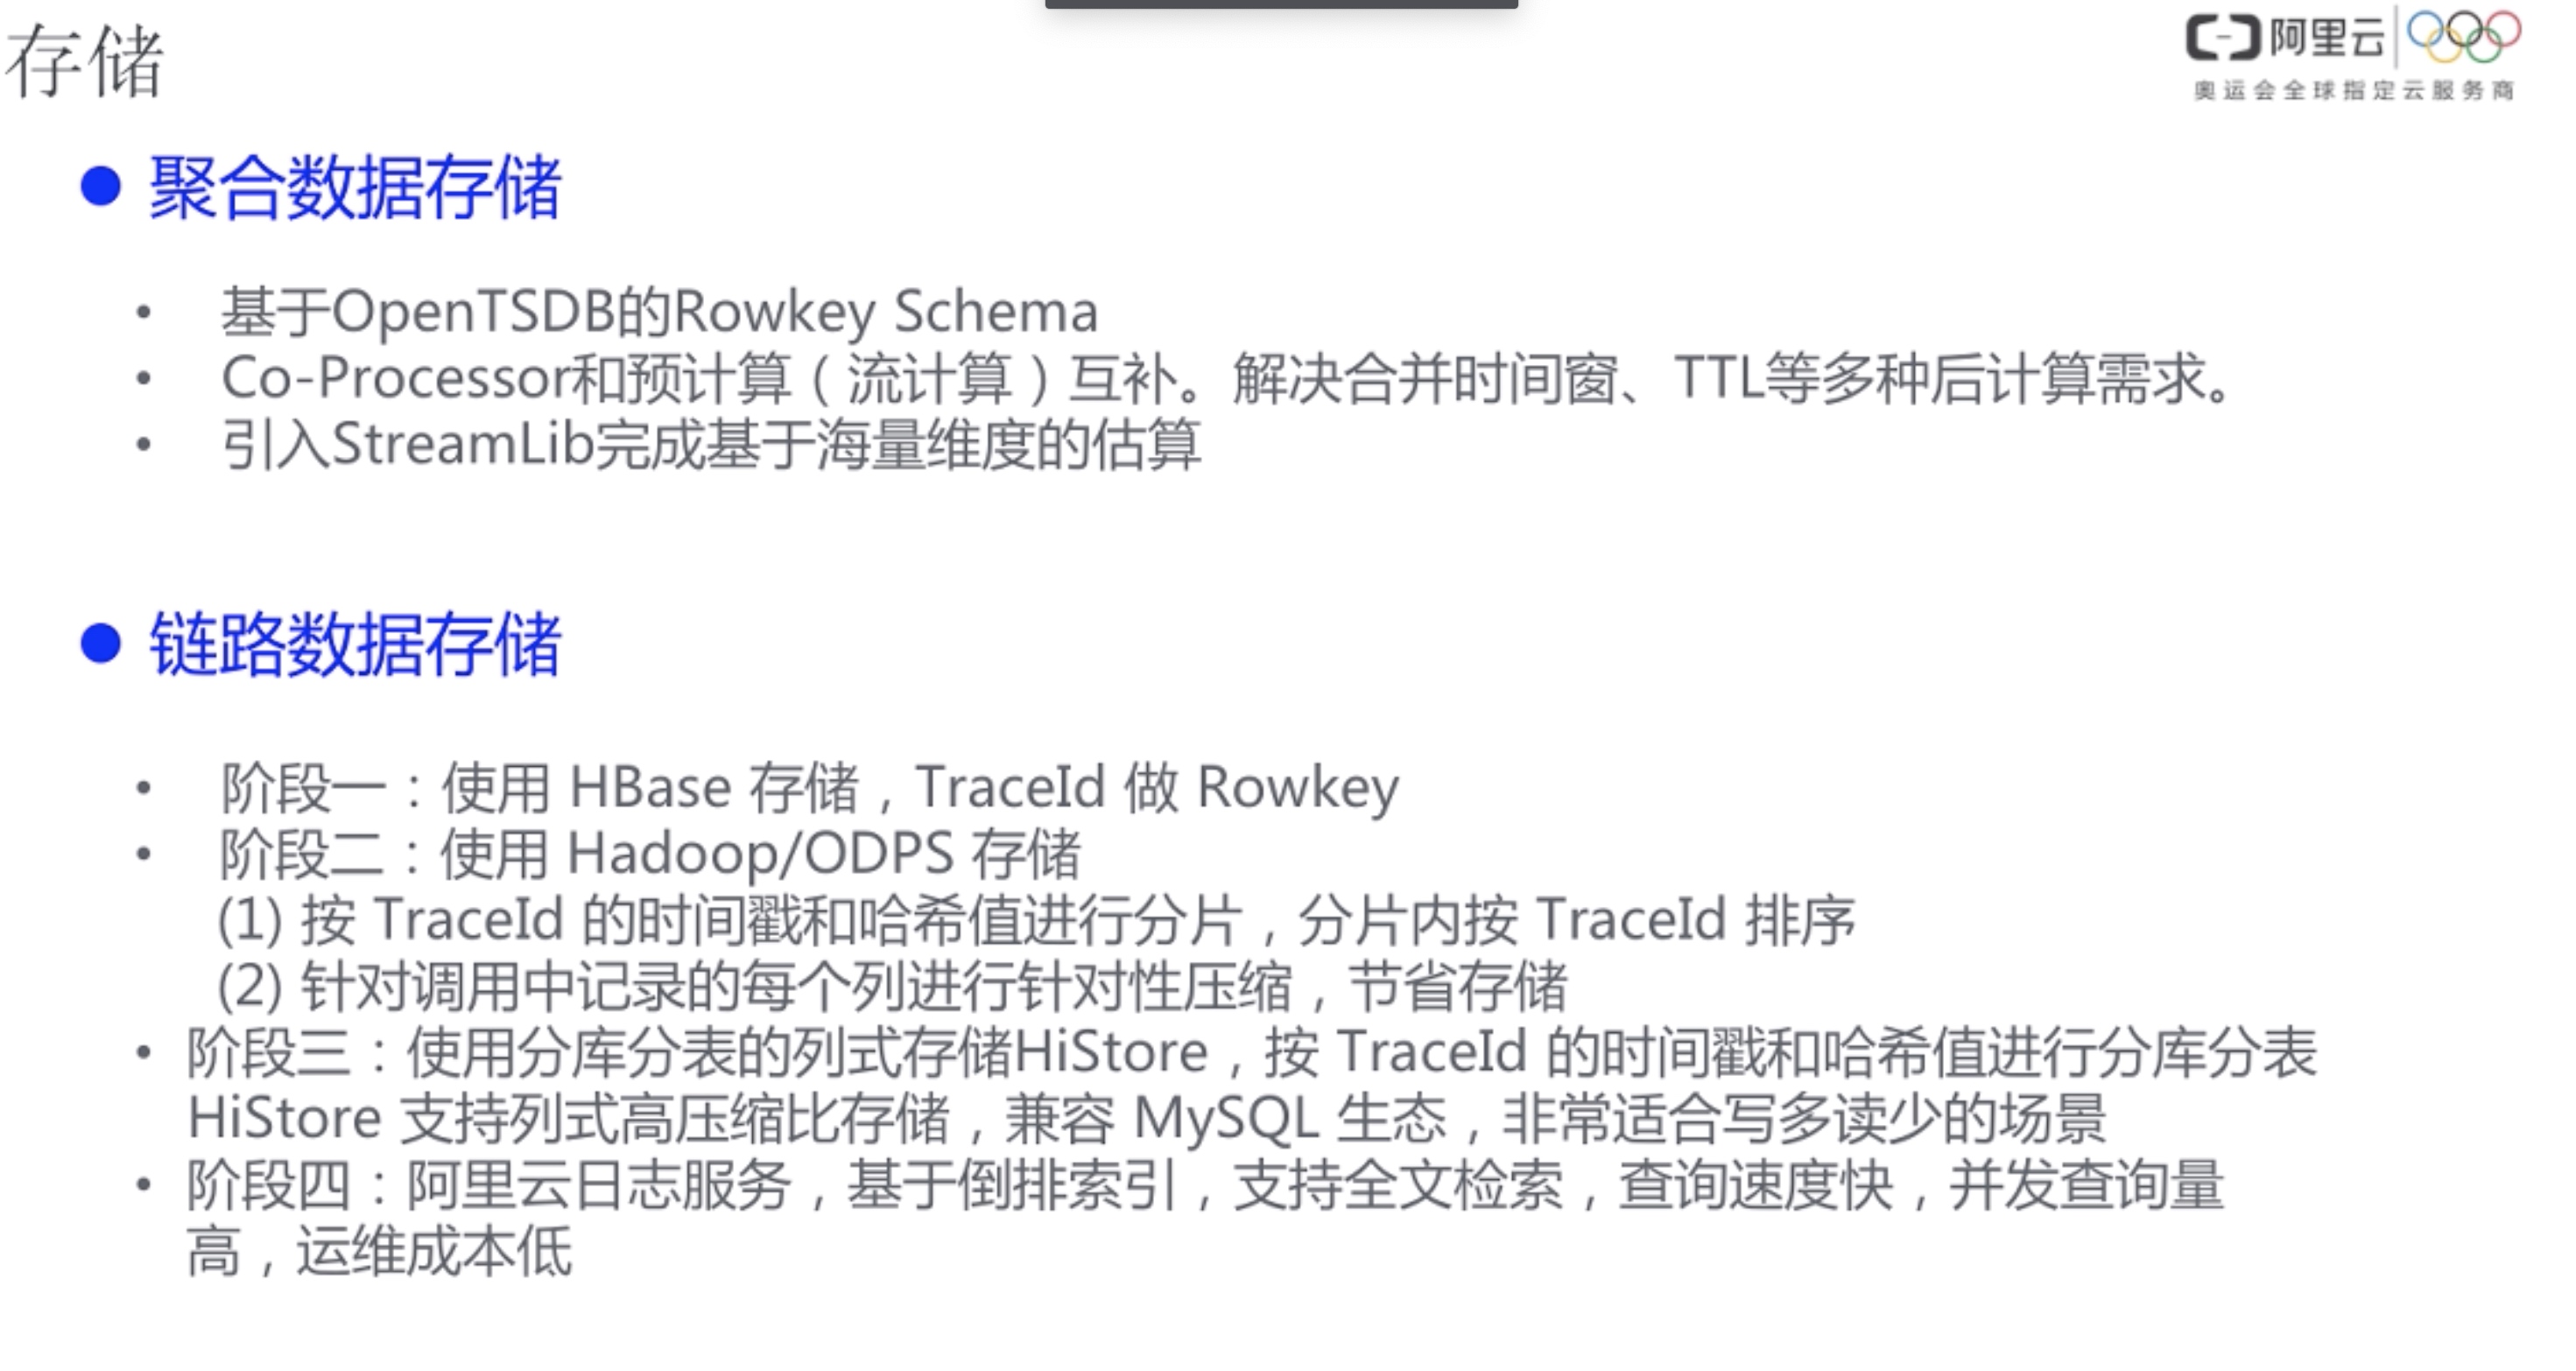 存储
阿里云
奥运会全球指定云服务商
聚合数据存储
基于OpenTSDB的Rowkey Schema
Co-Processor和预计算（流计算）互补。解决合并时间窗、TTL等多种后计算需求。
引入StreamLib完成基于海量维度的估算
链路数据存储
阶段一：使用 HBase 存储，TraceId 做 Rowkey
阶段二：使用 Hadoop/ODPS 存储
(1) 按 TraceId 的时间戳和哈希值进行分片，分片内按 TraceId 排序
(2) 针对调用中记录的每个列进行针对性压缩，节省存储
阶段三：使用分库分表的列式存储HiStore，按 TraceId 的时间戳和哈希值进行分库分表
HiStore 支持列式高压缩比存储，兼容 MySQL 生态，非常适合写多读少的场景
阶段四：阿里云日志服务，基于倒排索引，支持全文检索，查询速度快，并发查询量
高，运维成本低